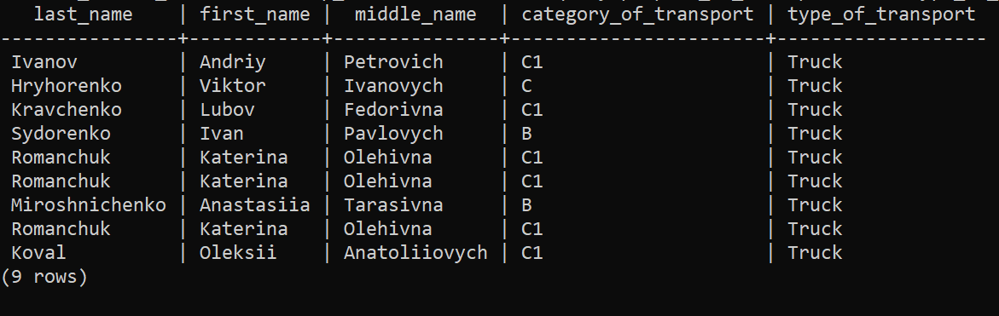 last_name | first_name | middle_name | category_of_transport | type_of_transport
---------------+------------+--------------+-----------------------+-------------------
Ivanov | Andriy | Petrovich | C1 | Truck
Hryhorenko | Viktor | Ivanovych | C | Truck
Kravchenko | Lubov | Fedorivna | C1 | Truck
Sydorenko | Ivan | Pavlovych | B | Truck
Romanchuk | Katerina | Olehivna | C1 | Truck
Romanchuk | Katerina | Olehivna | C1 | Truck
Miroshnichenko | Anastasiia | Tarasivna | B | Truck
Romanchuk | Katerina | Olehivna | C1 | Truck
Koval | Oleksii | Anatoliiovych | C1 | Truck
(9 rows)